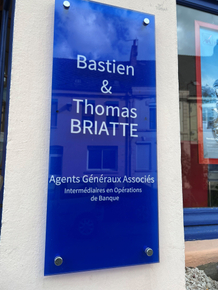 Bastien
&
Thomas
BRIATTE
Agents Généraux Associés
Intermédiaires en Opérations
de Banque